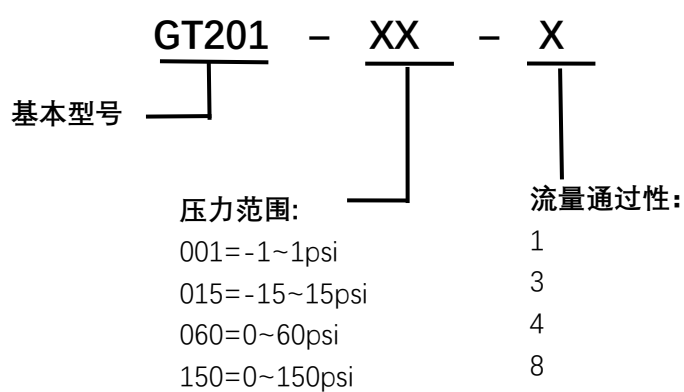 GT201 – XX – X
基本型号
压力范围:
001=-1~1psi
015=-15~15psi
060=0~60psi
150=0~150psi
流量通过性：
1
3
4
8